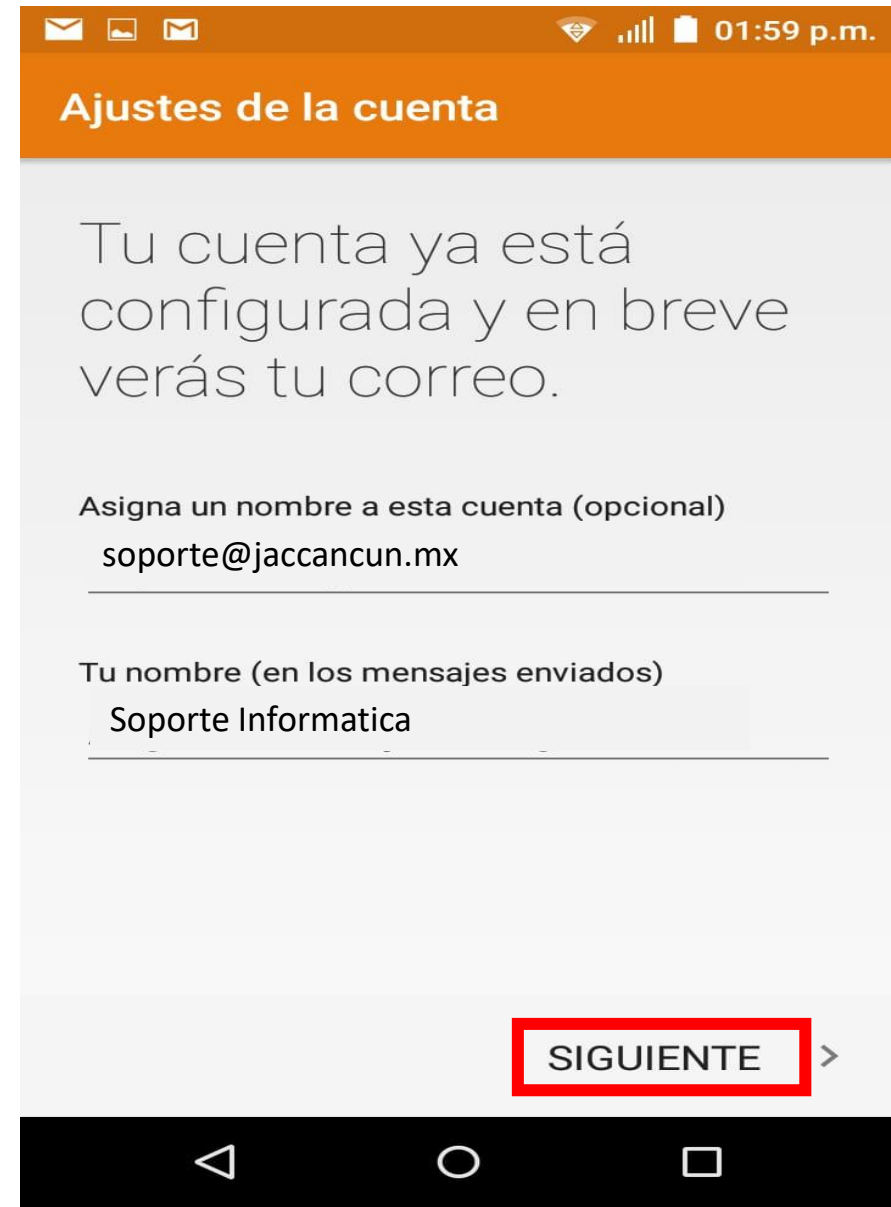 01:59 p.m.
Ajustes de la cuenta
Tu cuenta ya está
configurada y en breve
verás tu correo.
Asigna un nombre a esta cuenta (opcional)
soporte@jaccancun.mx
Tu nombre (en los mensajes enviados)
Soporte Informatica
SIGUIENTE >